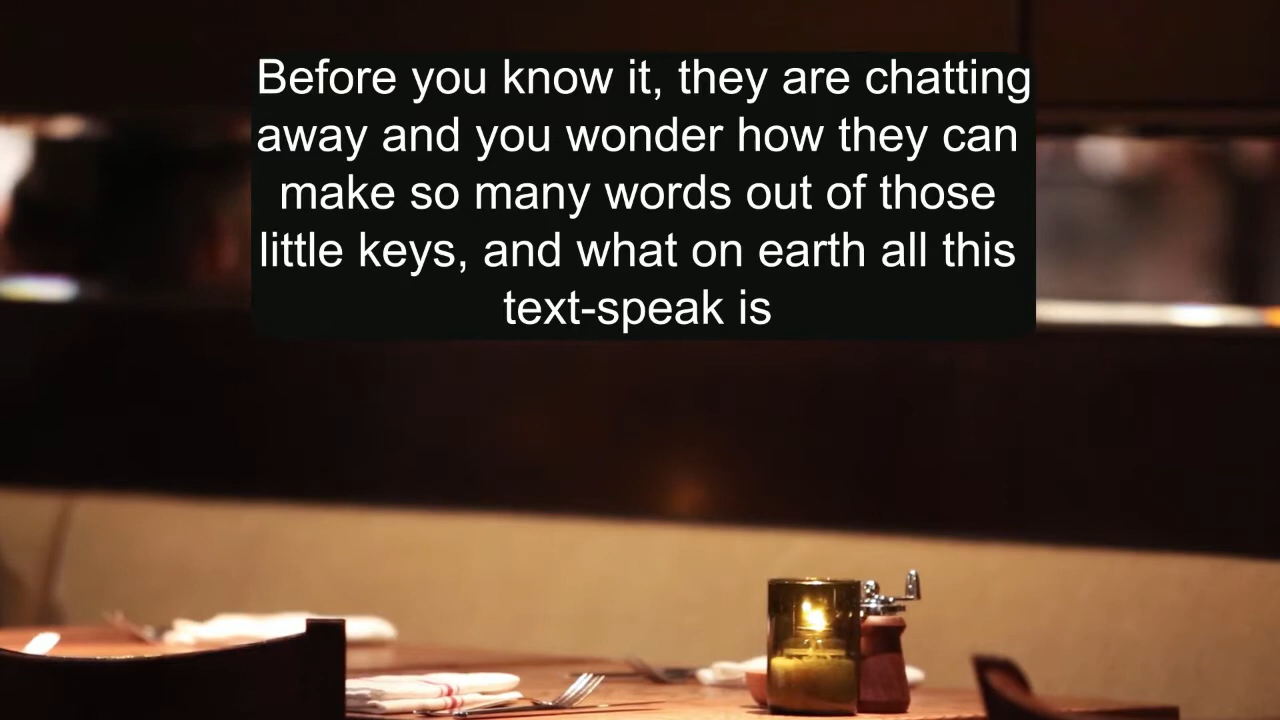 Before you know it, they are chatting
away and you wonder how they can
make so many words out of those
little keys, and what on earth all this
text-speak is